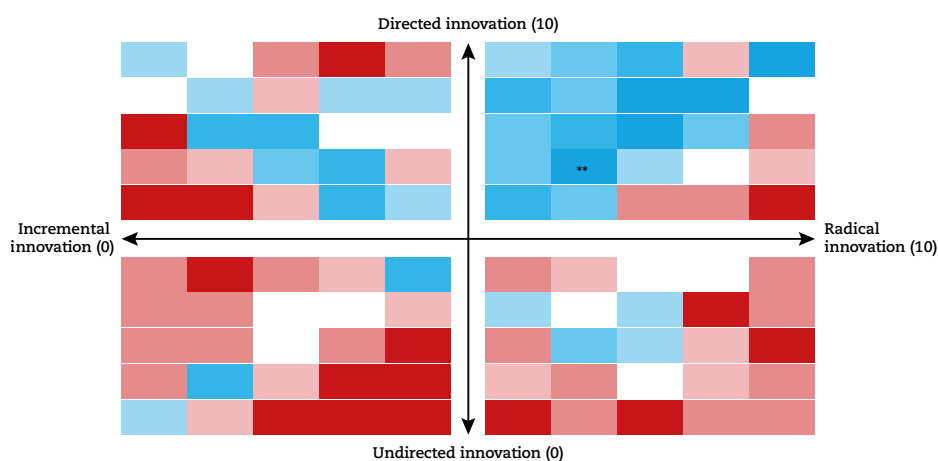 Directed innovation (10)
**
Incremental
innovation (0)
Radical
innovation (10)
Undirected innovation (0)